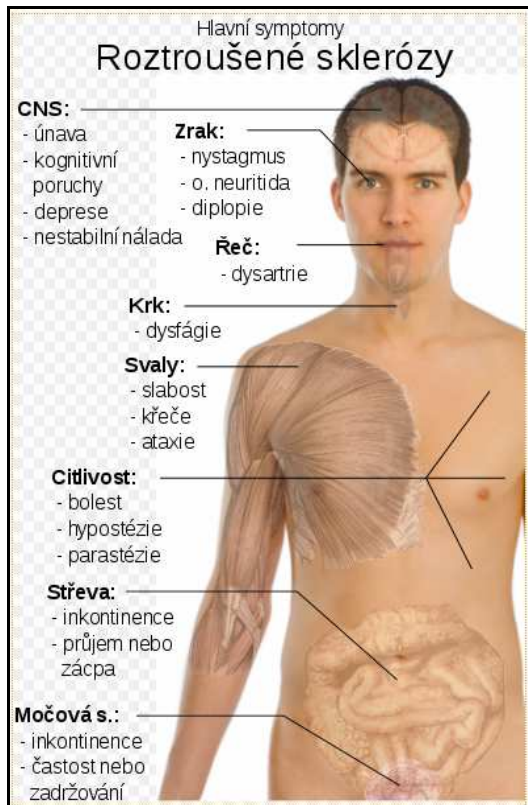 Hlavní symptomy
Roztroušené sklerózy
CNS:
- únava
- kognitivní
poruchy
- deprese
- nestabilní nálada
Zrak:
- nystagmus
- o. neuritida
- diplopie
Řeč:
- dysartrie
Krk:
- dysfágie
Svaly:
- slabost
- křeče
- ataxie
Citlivost:
- bolest
- hypostézie
- parastézie
Střeva:
- inkontinence
- průjem nebo
zácpa
Močová s.:
- inkontinence
- častost nebo
zadržování